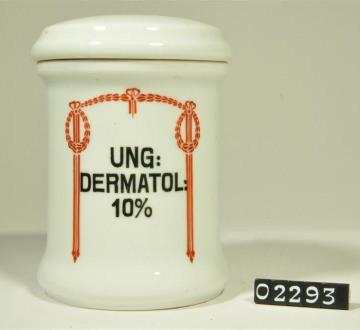 UNG:
DERMATOL:
10%
02293